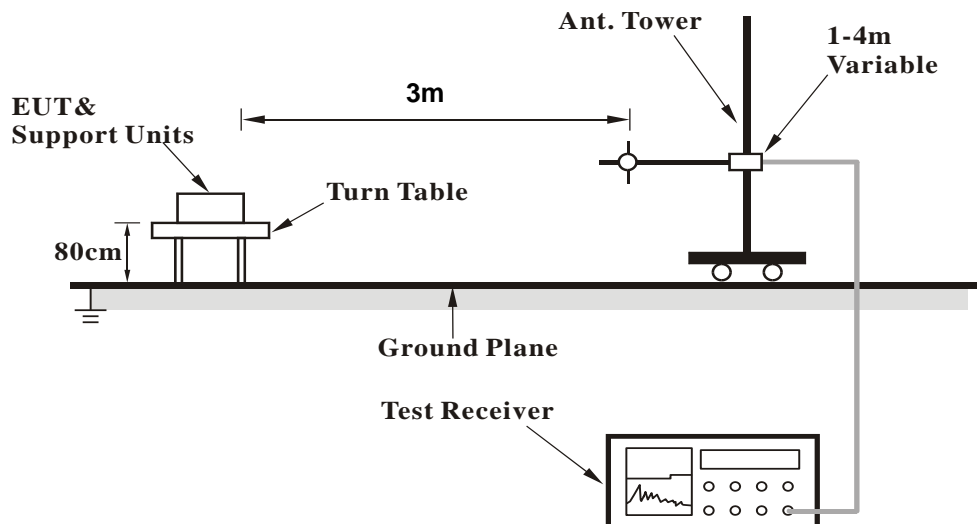 Ant. Tower
1-4m
Variable
3m
EUT&
Support Units
Turn Table
80cm
Ground Plane
Test Receiver